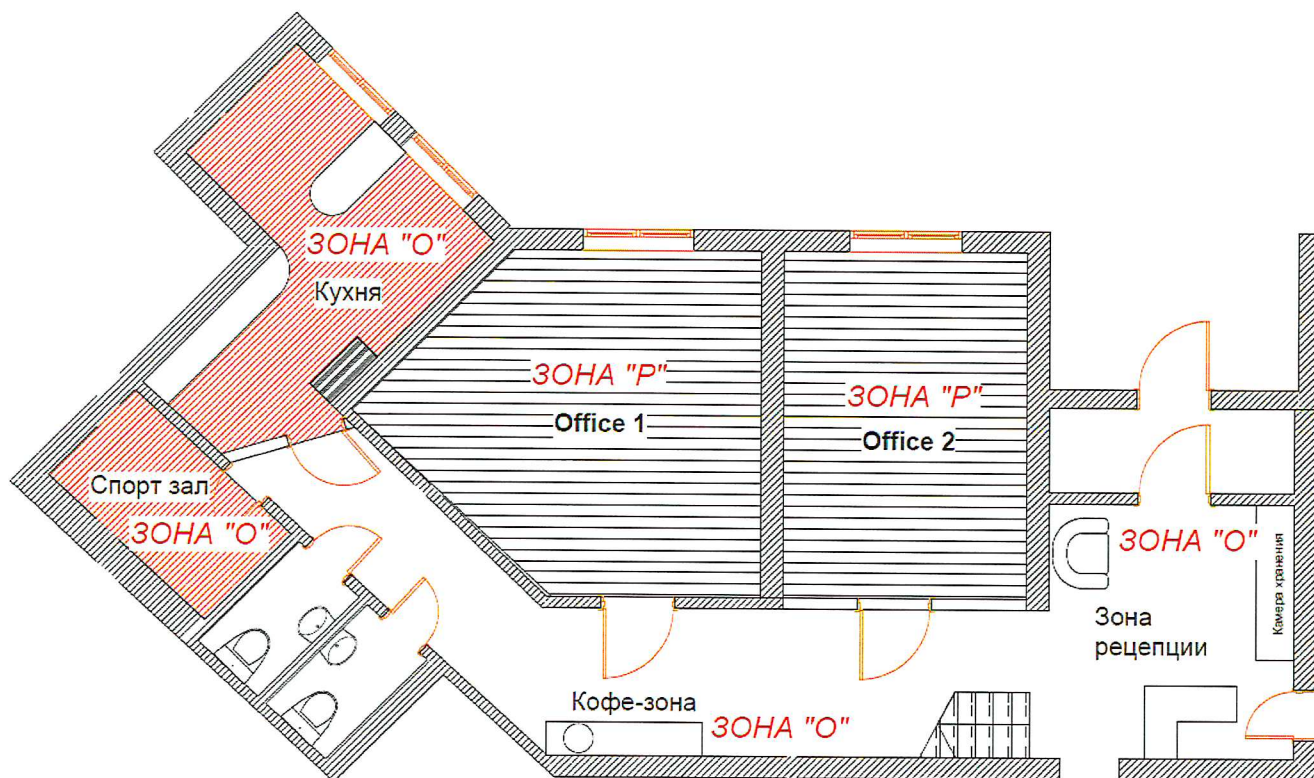 ЗОНА "О"
Кухня
ЗОНА "Р"
Office 1
ЗОНА "Р"
Office 2
Спорт зал
ЗОНА "О"
ЗОНА "О"
Камера хранения
Зона
рецепции
Кофе-зона
ЗОНА "О"